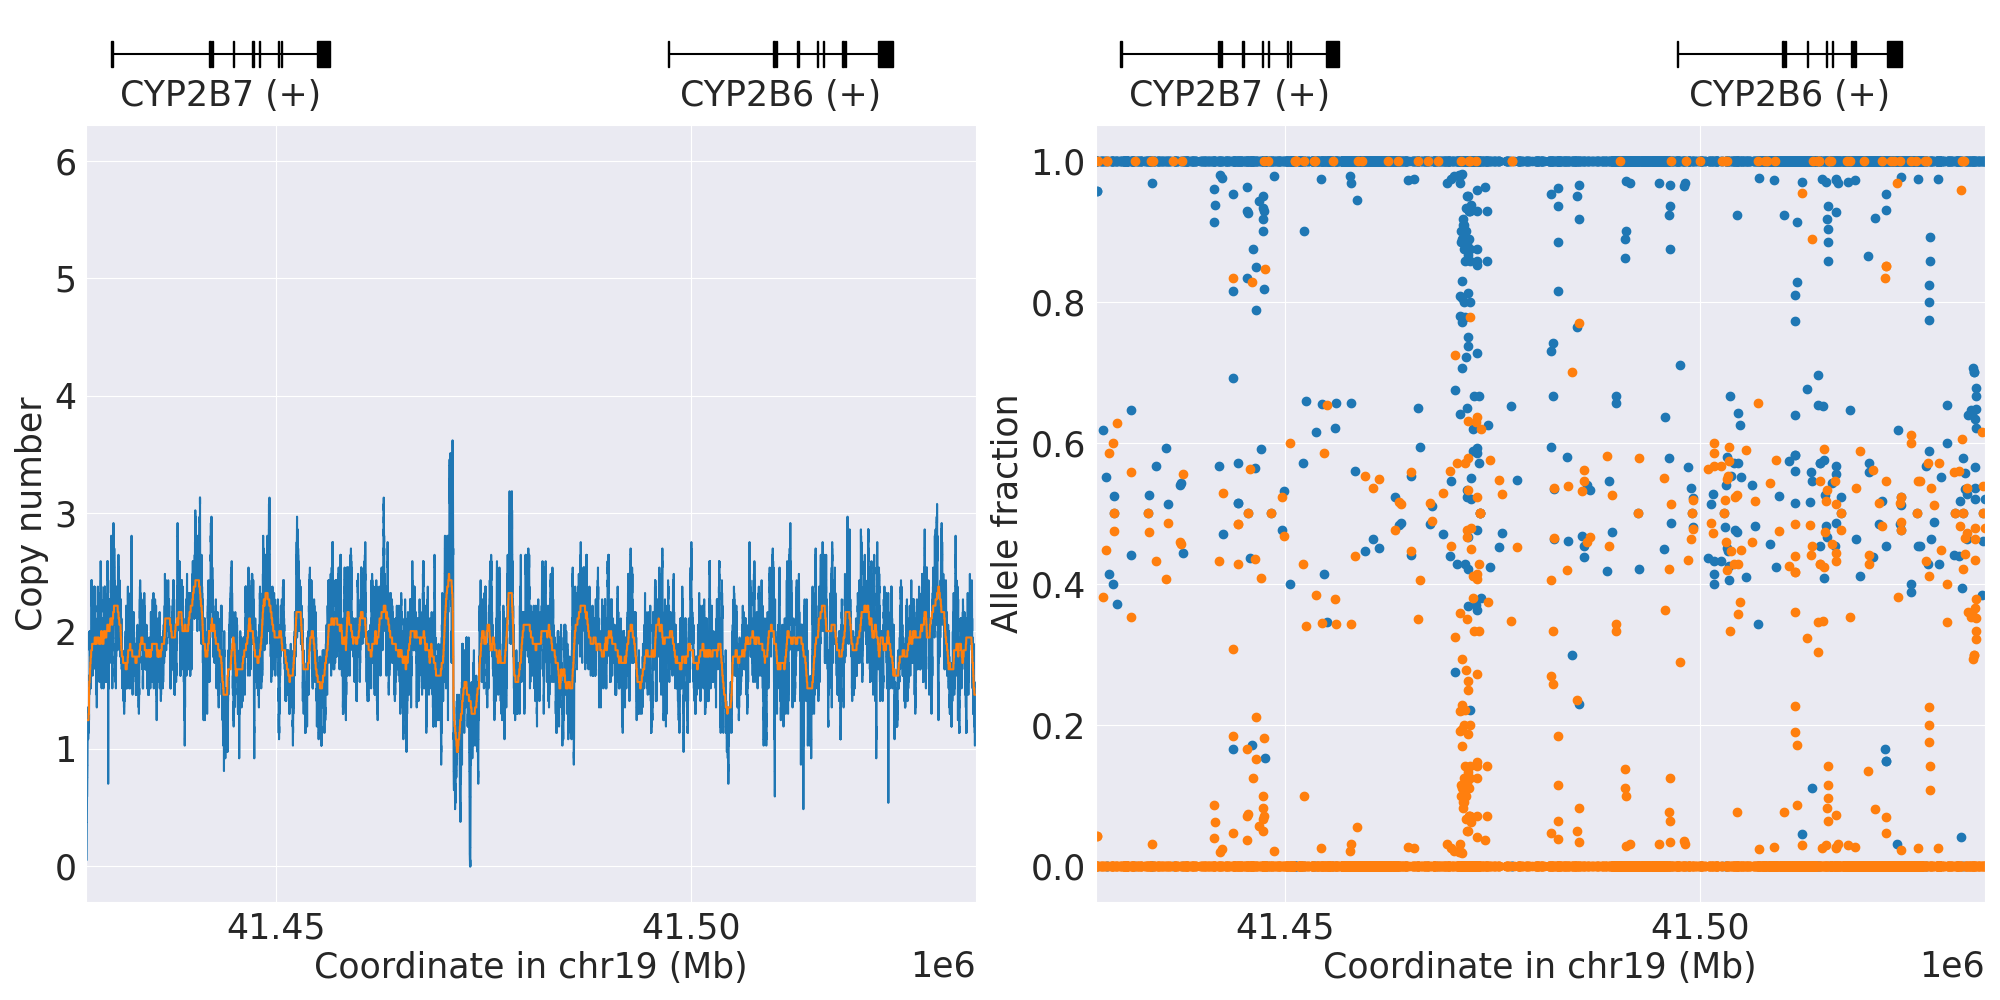 CYP2B7 (+)
CYP2B6 (+)
CYP2B7 (+)
CYP2B6 (+)
Copy number
6
5
4
3
2
1
0
41.45
41.50
Coordinate in chr19 (Mb)
1e6
Allele fraction
1.0
0.8
0.6
0.4
0.2
0.0
41.45
41.50
Coordinate in chr19 (Mb)
1e6